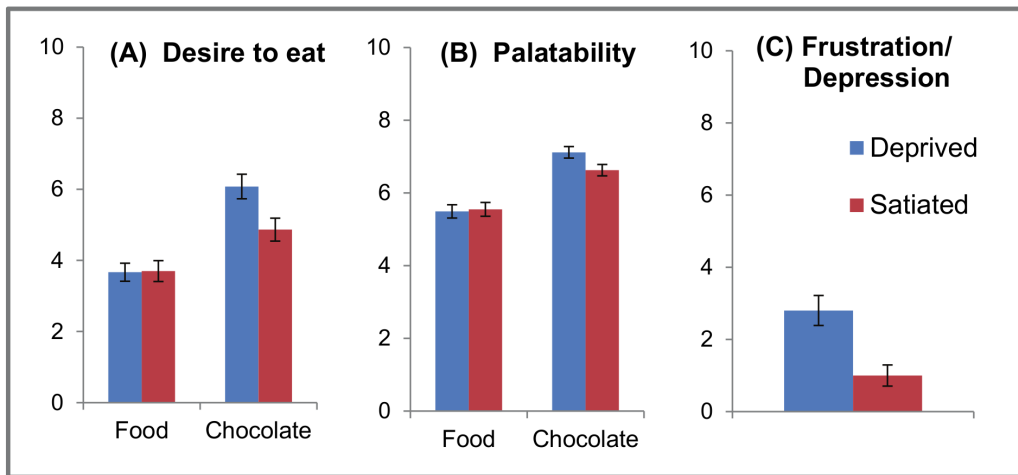 (A) Desire to eat
10
8
6
4
2
0
Food Chocolate
(B) Palatability
10
8
6
4
2
0
Food Chocolate
(C) Frustration/
Depression
10
8
6
4
2
0
Deprived
Satiated